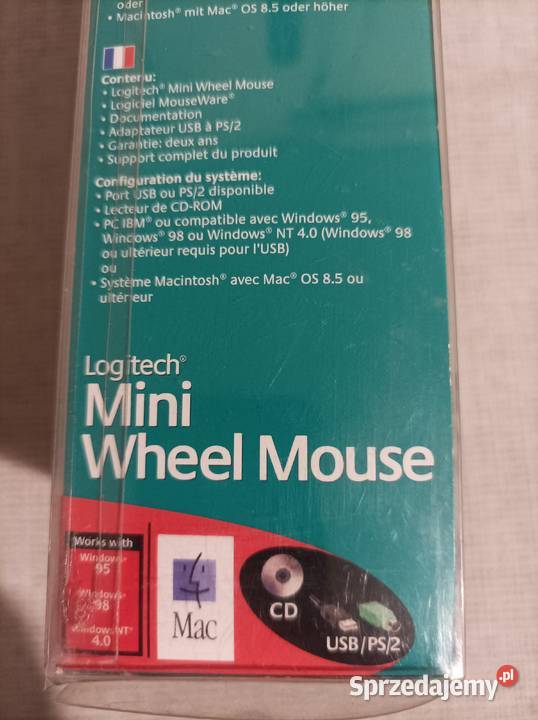 oder
• Macintosh® mit Mac® OS 8.5 oder höher
Contenu:
• Logitech® Mini Wheel Mouse
• Logiciel MouseWare®
• Documentation
• Adaptateur USB à PS/2
• Garantie: deux ans
• Support complet du produit
Configuration du système:
• Port USB ou PS/2 disponible
• Lecteur de CD-ROM
• PC IBM® ou compatible avec Windows® 95,
Windows® 98 ou Windows® NT 4.0 (Windows® 98
ou ultérieur requis pour l'USB)
ou
• Système Macintosh® avec Mac® OS 8.5 ou
ultérieur
Logitech®
Mini
Wheel Mouse
Works with
Windows®
95
Windows®
98
Windows NT®
4.0
Mac
CD
USB/PS/2
Sprzedajemy.pl